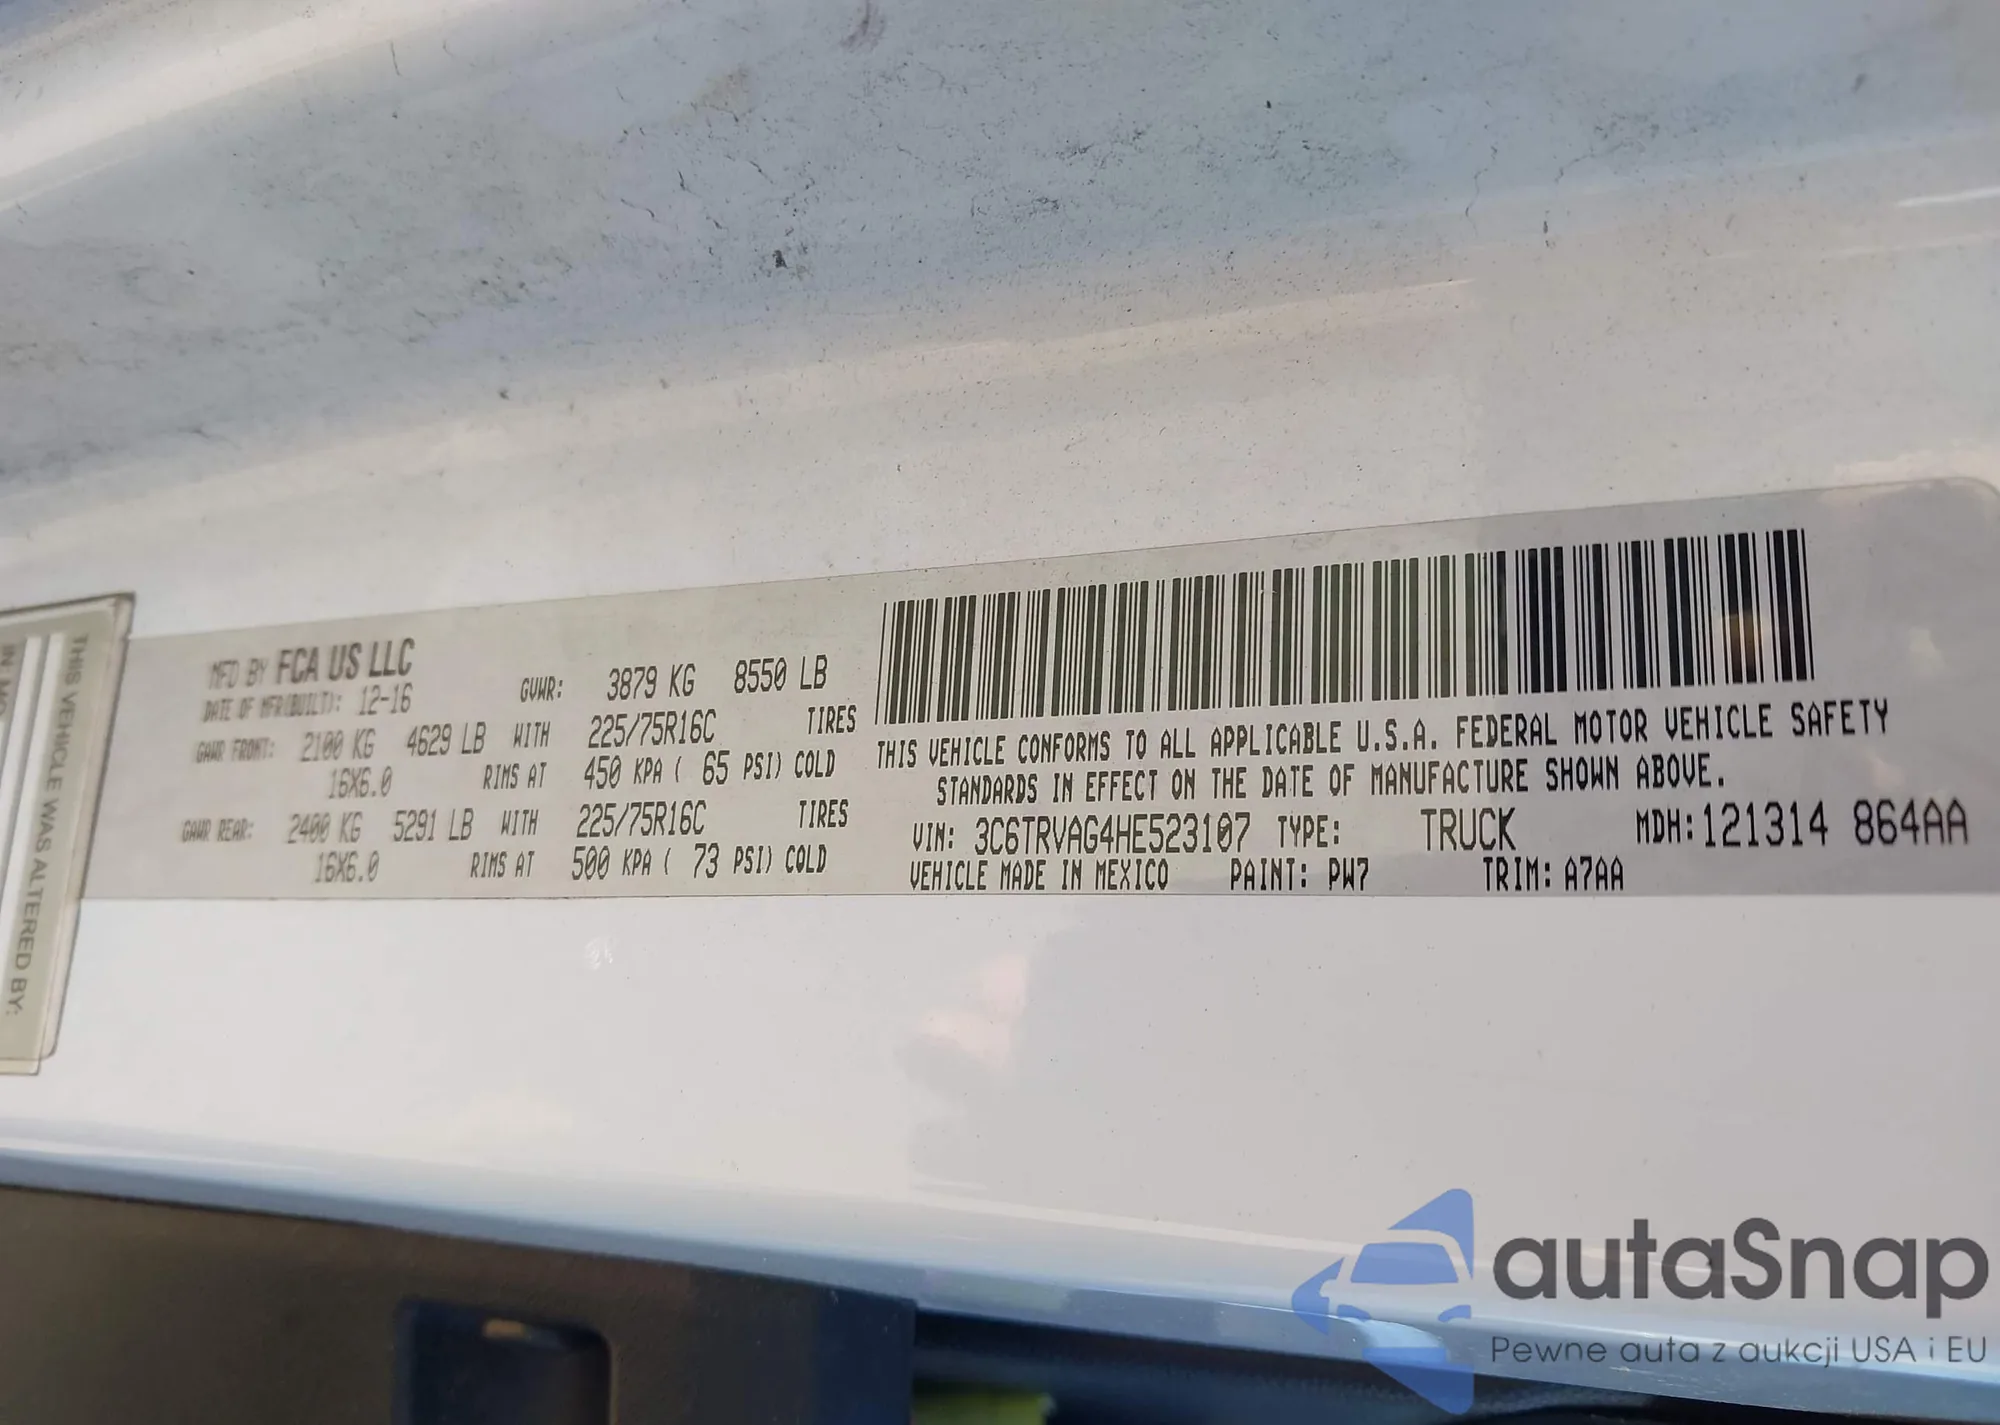 MFD BY FCA US LLC
DATE OF MFR(BUILT): 12-16
GVWR: 3879 KG 8550 LB
GAWR FRONT: 2100 KG 4629 LB WITH 225/75R16C TIRES
16X6.0 RIMS AT 450 KPA ( 65 PSI) COLD
GAWR REAR: 2400 KG 5291 LB WITH 225/75R16C TIRES
16X6.0 RIMS AT 500 KPA ( 73 PSI) COLD
THIS VEHICLE CONFORMS TO ALL APPLICABLE U.S.A. FEDERAL MOTOR VEHICLE SAFETY
STANDARDS IN EFFECT ON THE DATE OF MANUFACTURE SHOWN ABOVE.
VIN: 3C6TRVAG4HE523107 TYPE: TRUCK MDH:121314 864AA
VEHICLE MADE IN MEXICO PAINT: PW7 TRIM: A7AA
THIS VEHICLE WAS ALTERED BY:
autaSnap
Pewne auta z aukcji USA i EU